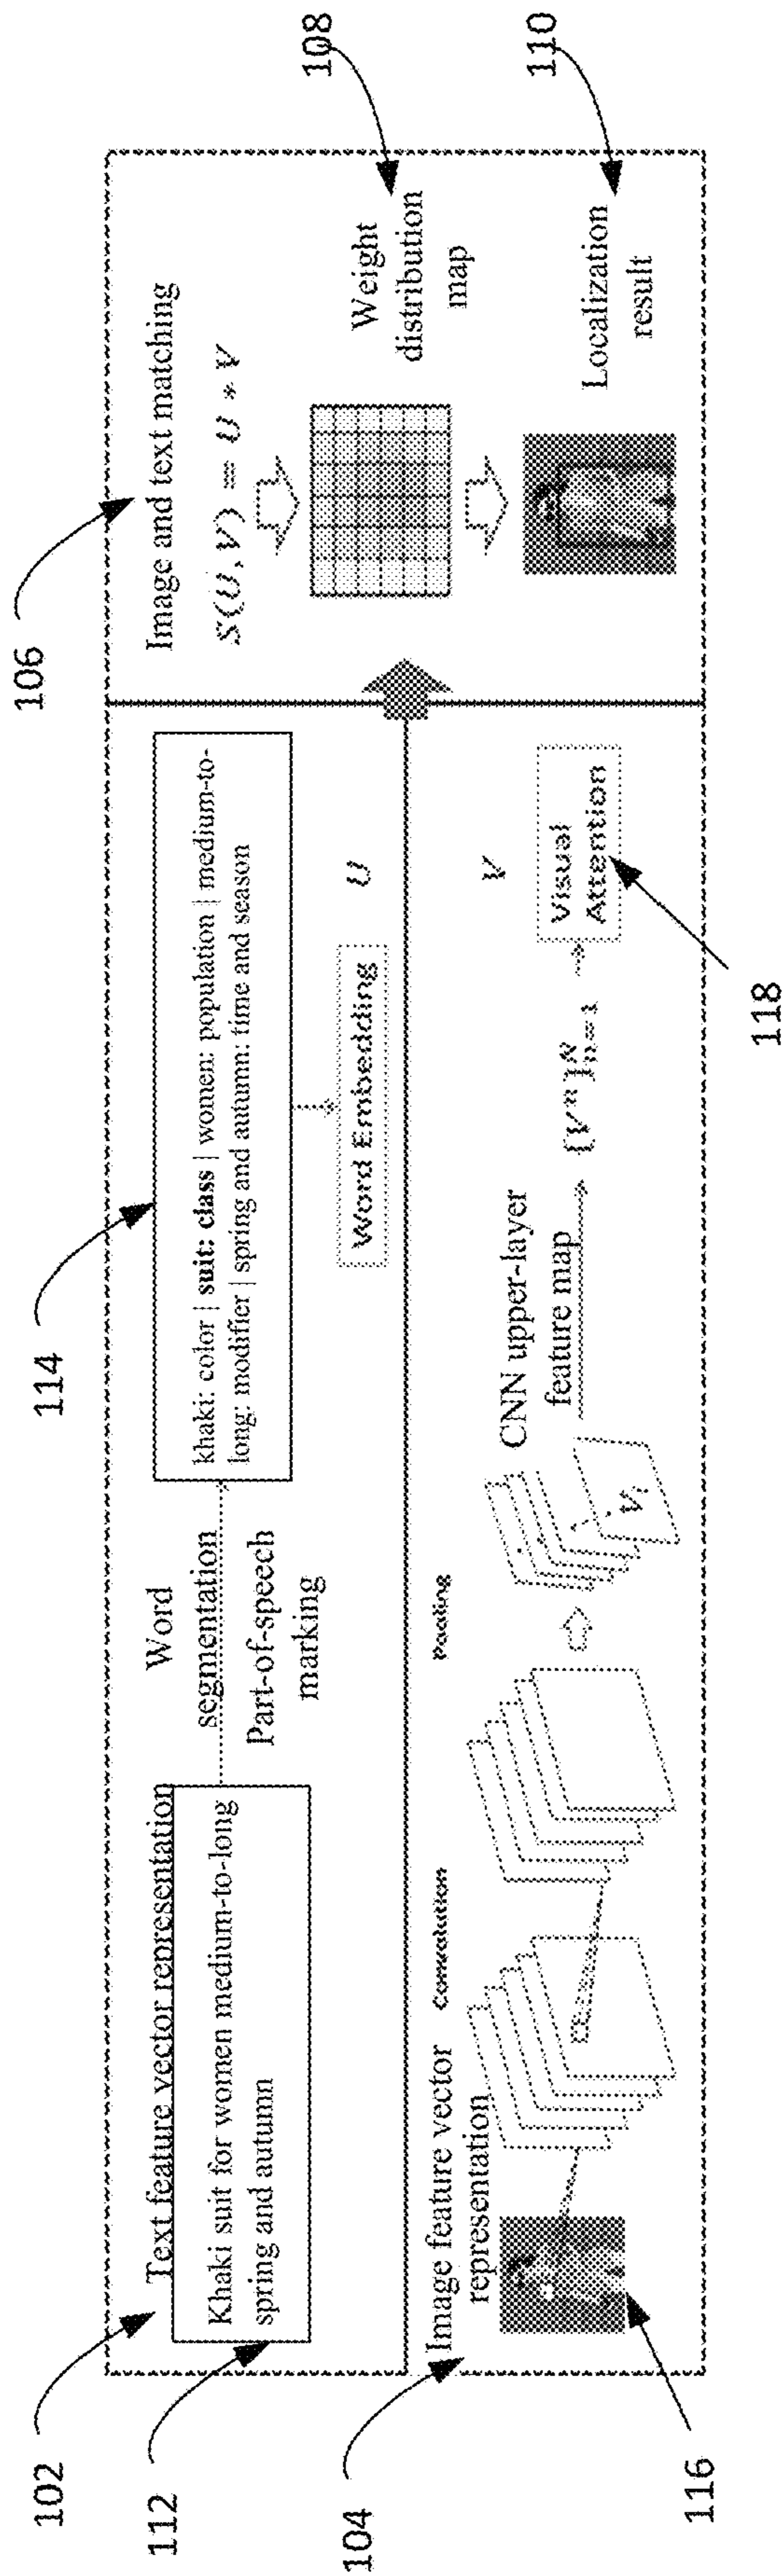 102
Text feature vector representation
112
Khaki suit for women medium-to-long
spring and autumn
Word
segmentation
Part-of-speech
marking
114
khaki: color | suit: class | women: population | medium-to-
long: modifier | spring and autumn: time and season
Word Embedding
U
104
Image feature vector
representation
116
Convolution
Pooling
V_i
CNN upper-layer
feature map
{V^n}_{n=1}^N
V
Visual
Attention
118
106
Image and text matching
S(U, V) = U * V
Weight
distribution
map
108
Localization
result
110